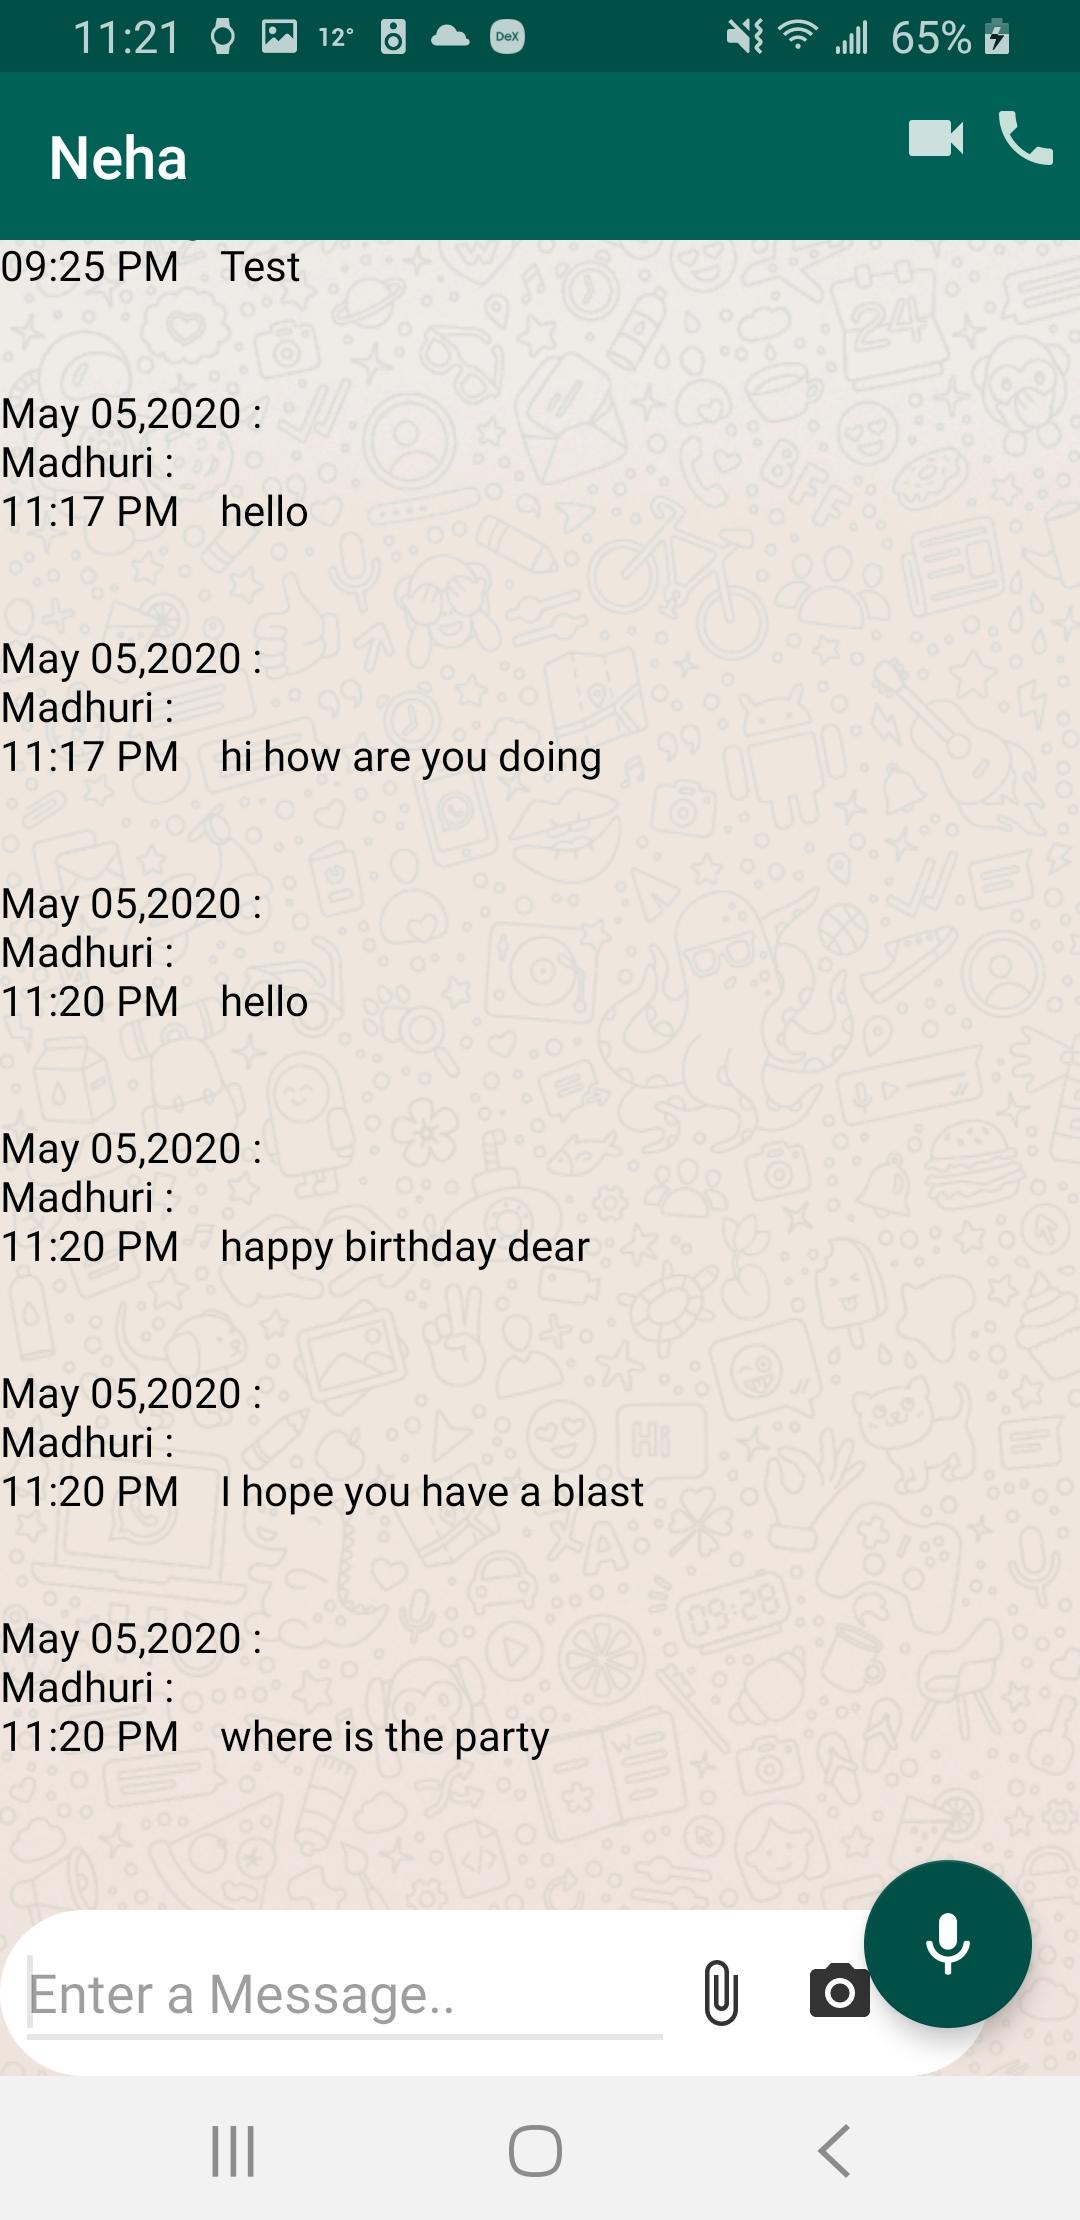 11:21 12° DeX 65%
Neha
09:25 PM Test
May 05,2020 :
Madhuri :
11:17 PM hello
May 05,2020 :
Madhuri :
11:17 PM hi how are you doing
May 05,2020 :
Madhuri :
11:20 PM hello
May 05,2020 :
Madhuri :
11:20 PM happy birthday dear
May 05,2020 :
Madhuri :
11:20 PM I hope you have a blast
May 05,2020 :
Madhuri :
11:20 PM where is the party
Enter a Message..